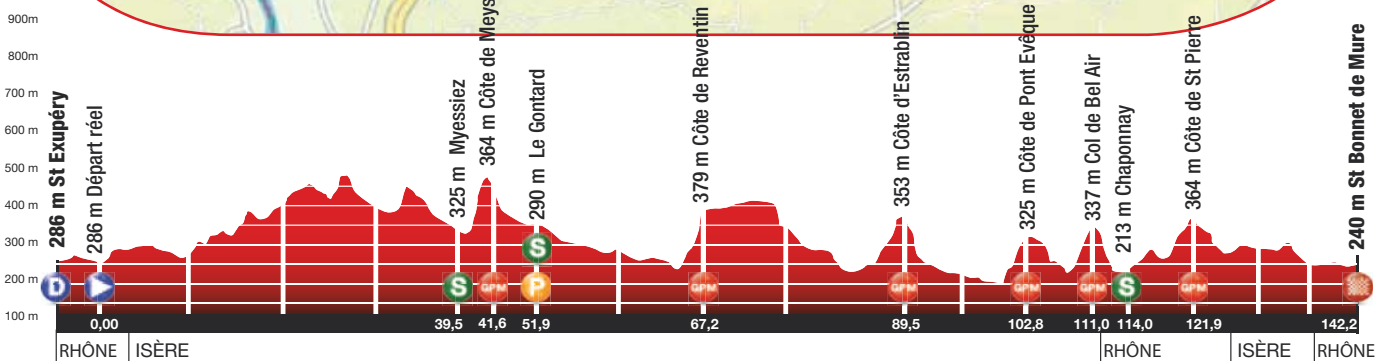 900m
800m
700 m
600 m
500 m
400 m
300 m
200 m
100 m
286 m St Exupéry
286 m Départ réel
325 m Myessiez
364 m Côte de Meys
290 m Le Gontard
379 m Côte de Reventin
353 m Côte d'Estrablin
325 m Côte de Pont Evêque
337 m Col de Bel Air
213 m Chaponnay
364 m Côte de St Pierre
240 m St Bonnet de Mure
S
D
S
GPM
P
GPM
GPM
GPM
GPM
S
GPM
0,00
39,5
41,6
51,9
67,2
89,5
102,8
111,0
114,0
121,9
142,2
RHÔNE
ISÈRE
RHÔNE
ISÈRE
RHÔNE